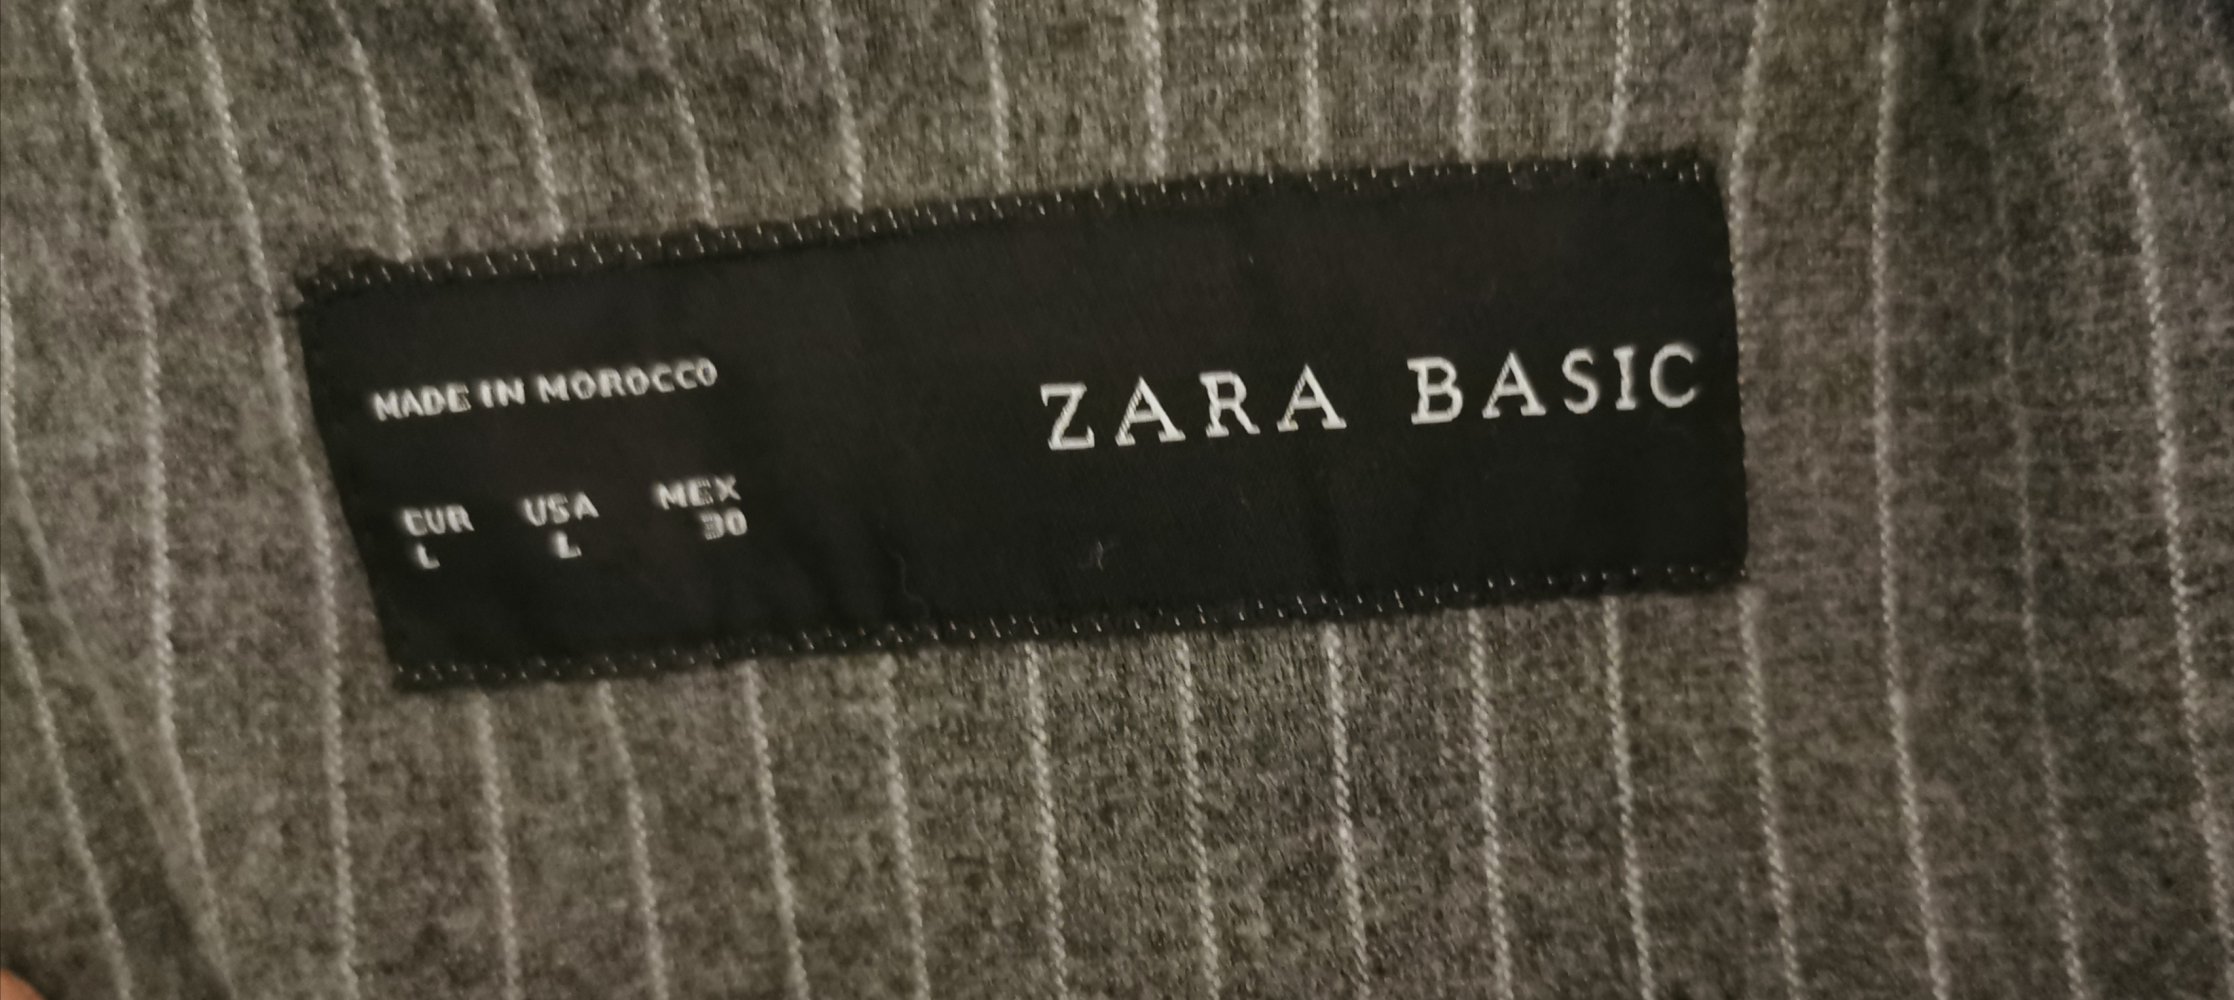 MADE IN MOROCCO
ZARA BASIC
EUR USA MEX
L L 30